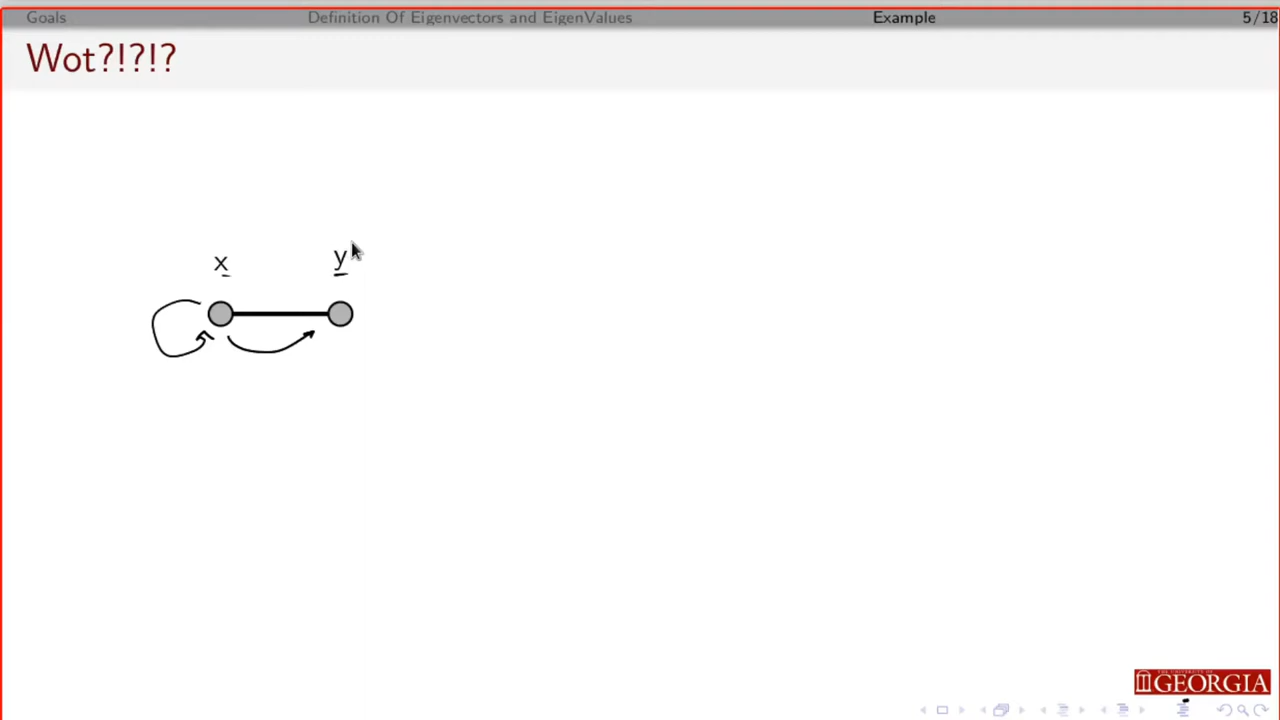 Goals Definition Of Eigenvectors and EigenValues Example 5/18
Wot?!?!?
x y
GEORGIA